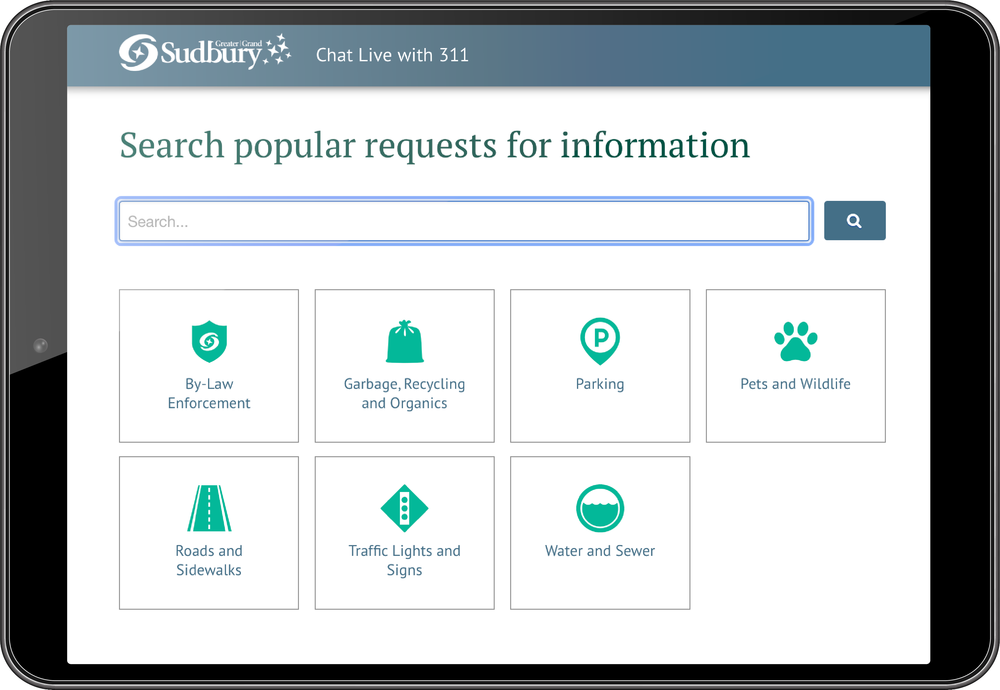 Greater | Grand
Sudbury
Chat Live with 311
Search popular requests for information
Search...
By-Law
Enforcement
Garbage, Recycling
and Organics
P
Parking
Pets and Wildlife
Roads and
Sidewalks
Traffic Lights and
Signs
Water and Sewer